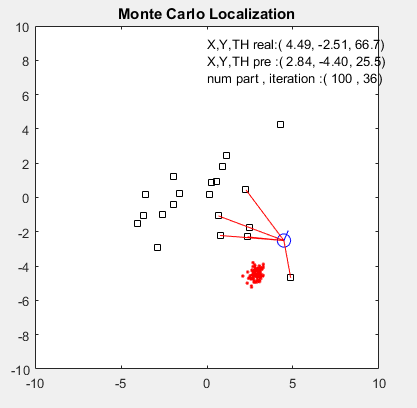 Monte Carlo Localization
X,Y,TH real:( 4.49, -2.51, 66.7)
X,Y,TH pre :( 2.84, -4.40, 25.5)
num part , iteration :( 100 , 36)
10
8
6
4
2
0
-2
-4
-6
-8
-10
-10 -5 0 5 10